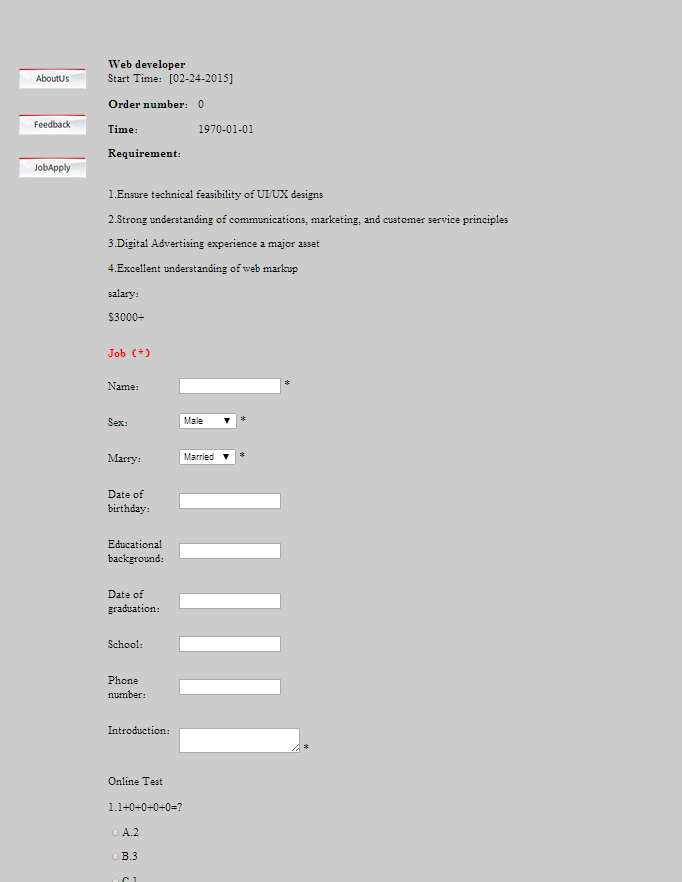 AboutUs
Feedback
JobApply
Web developer
Start Time: [02-24-2015]
Order number: 0
Time: 1970-01-01
Requirement:
1.Ensure technical feasibility of UI/UX designs
2.Strong understanding of communications, marketing, and customer service principles
3.Digital Advertising experience a major asset
4.Excellent understanding of web markup
salary:
$3000+
Job (*)
Name: *
Sex: Male *
Marry: Married *
Date of
birthday:
Educational
background:
Date of
graduation:
School:
Phone
number:
Introduction: *
Online Test
1.1+0+0+0+0=?
A.2
B.3
C.1